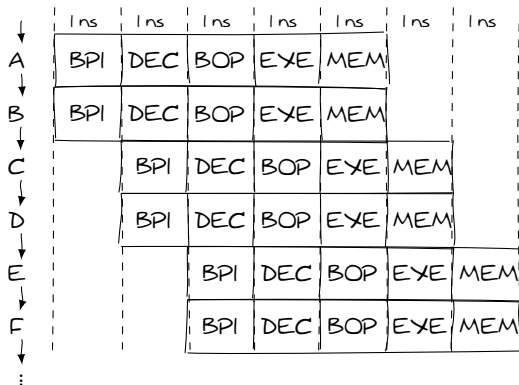 1ns 1ns 1ns 1ns 1ns 1ns 1ns
A BPI DEC BOP EXE MEM
B BPI DEC BOP EXE MEM
C BPI DEC BOP EXE MEM
D BPI DEC BOP EXE MEM
E BPI DEC BOP EXE MEM
F BPI DEC BOP EXE MEM
...